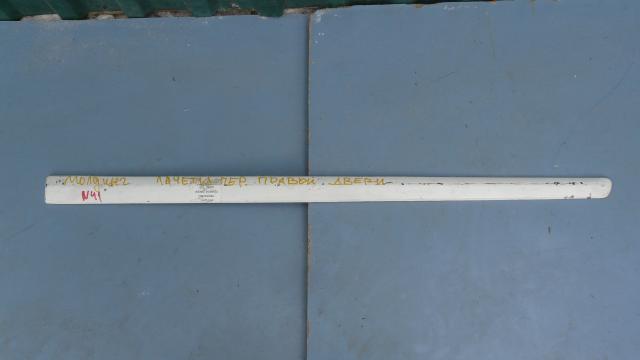 молдинг лачетти пер. правой двери
N41